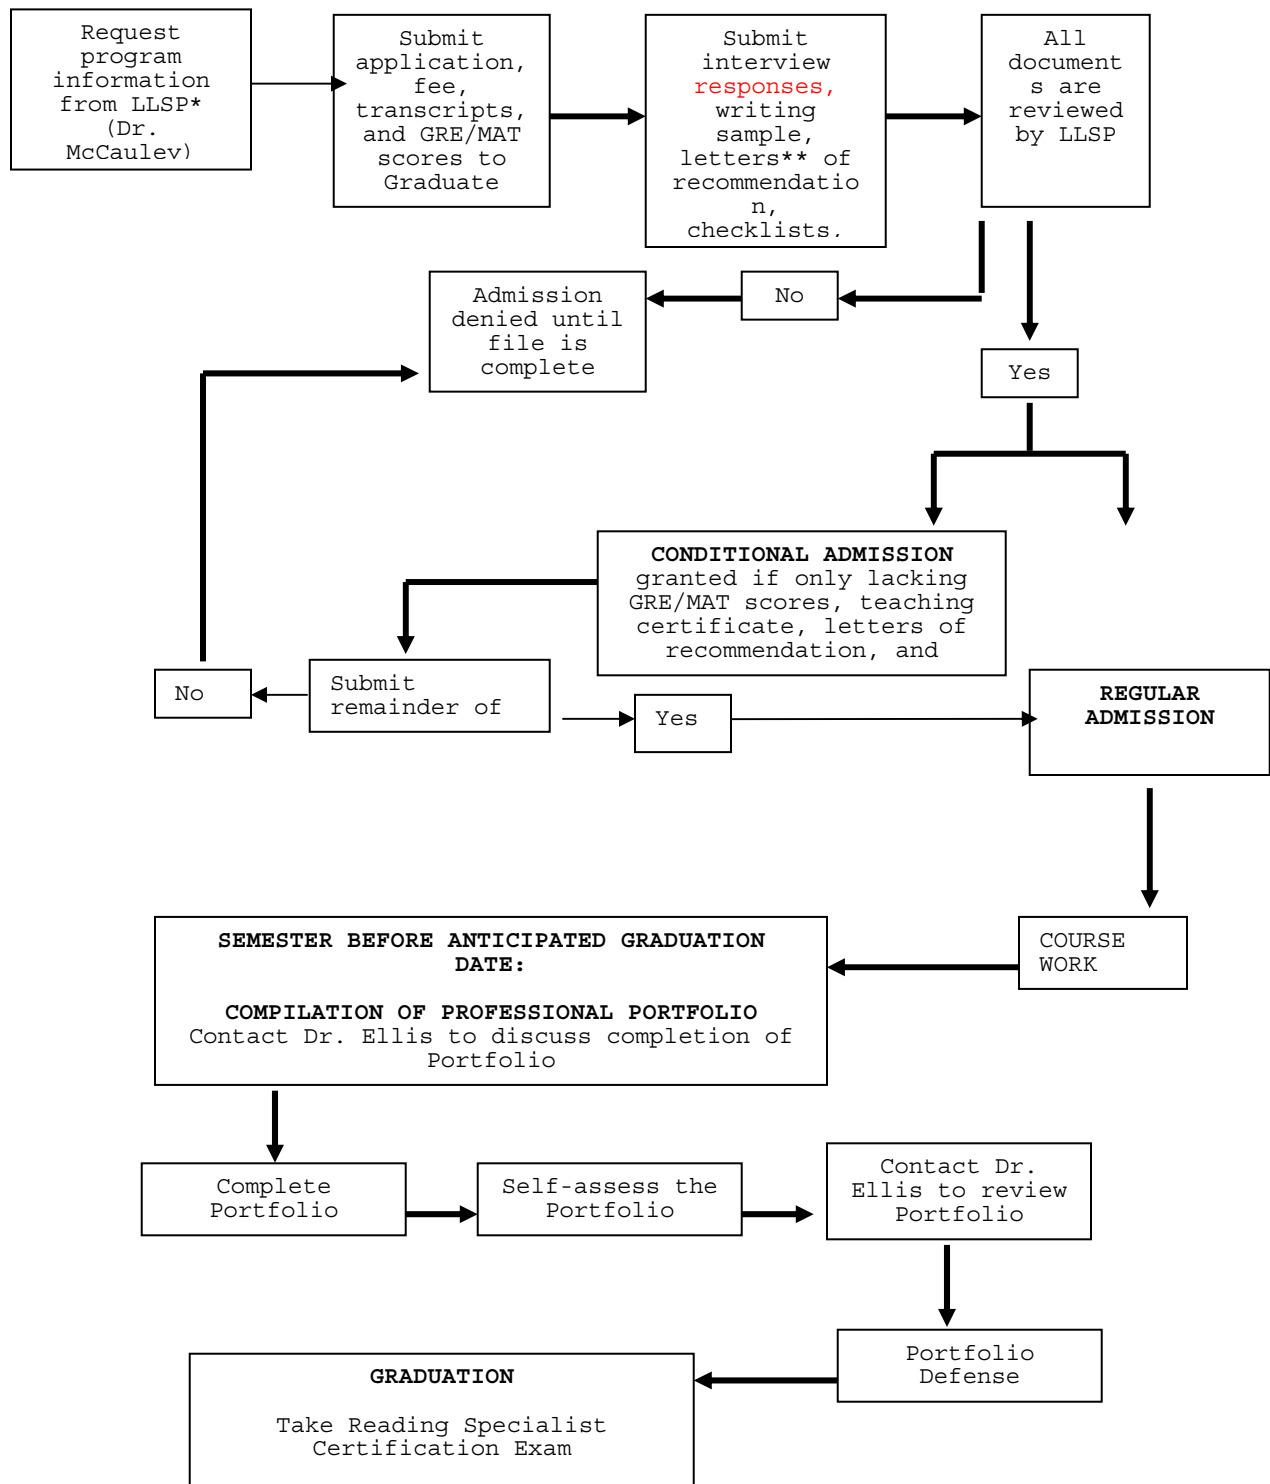 Request
program
information
from LLSP*
(Dr.
McCauley)
Submit
application,
fee,
transcripts,
and GRE/MAT
scores to
Graduate
Submit
interview
responses,
writing
sample,
letters** of
recommendatio
n,
checklists.
All
document
s are
reviewed
by LLSP
Admission
denied until
file is
complete
No
Yes
CONDITIONAL ADMISSION
granted if only lacking
GRE/MAT scores, teaching
certificate, letters of
recommendation, and
No
Submit
remainder of
Yes
REGULAR
ADMISSION
COURSE
WORK
SEMESTER BEFORE ANTICIPATED GRADUATION
DATE:
COMPILATION OF PROFESSIONAL PORTFOLIO
Contact Dr. Ellis to discuss completion of
Portfolio
Complete
Portfolio
Self-assess the
Portfolio
Contact Dr.
Ellis to review
Portfolio
Portfolio
Defense
GRADUATION
Take Reading Specialist
Certification Exam